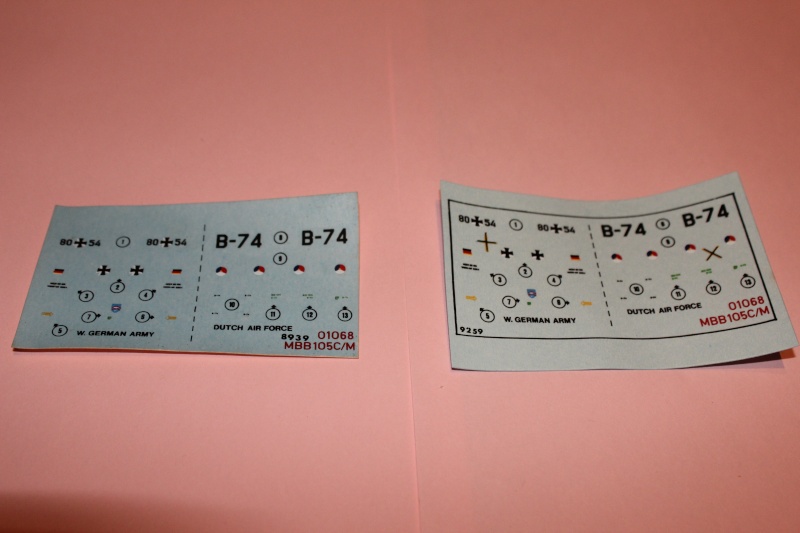 80 54 1 80 54
B-74 8 B-74
9
2
3 4
10 11 12 13
5 7 6
W. GERMAN ARMY
DUTCH AIR FORCE
8939 01068
MBB105C/M
80 54 1 80 54
B-74 8 B-74
9
2
3 4
10 11 12 13
5 7 6
W. GERMAN ARMY
DUTCH AIR FORCE
9259
01068
MBB105C/M